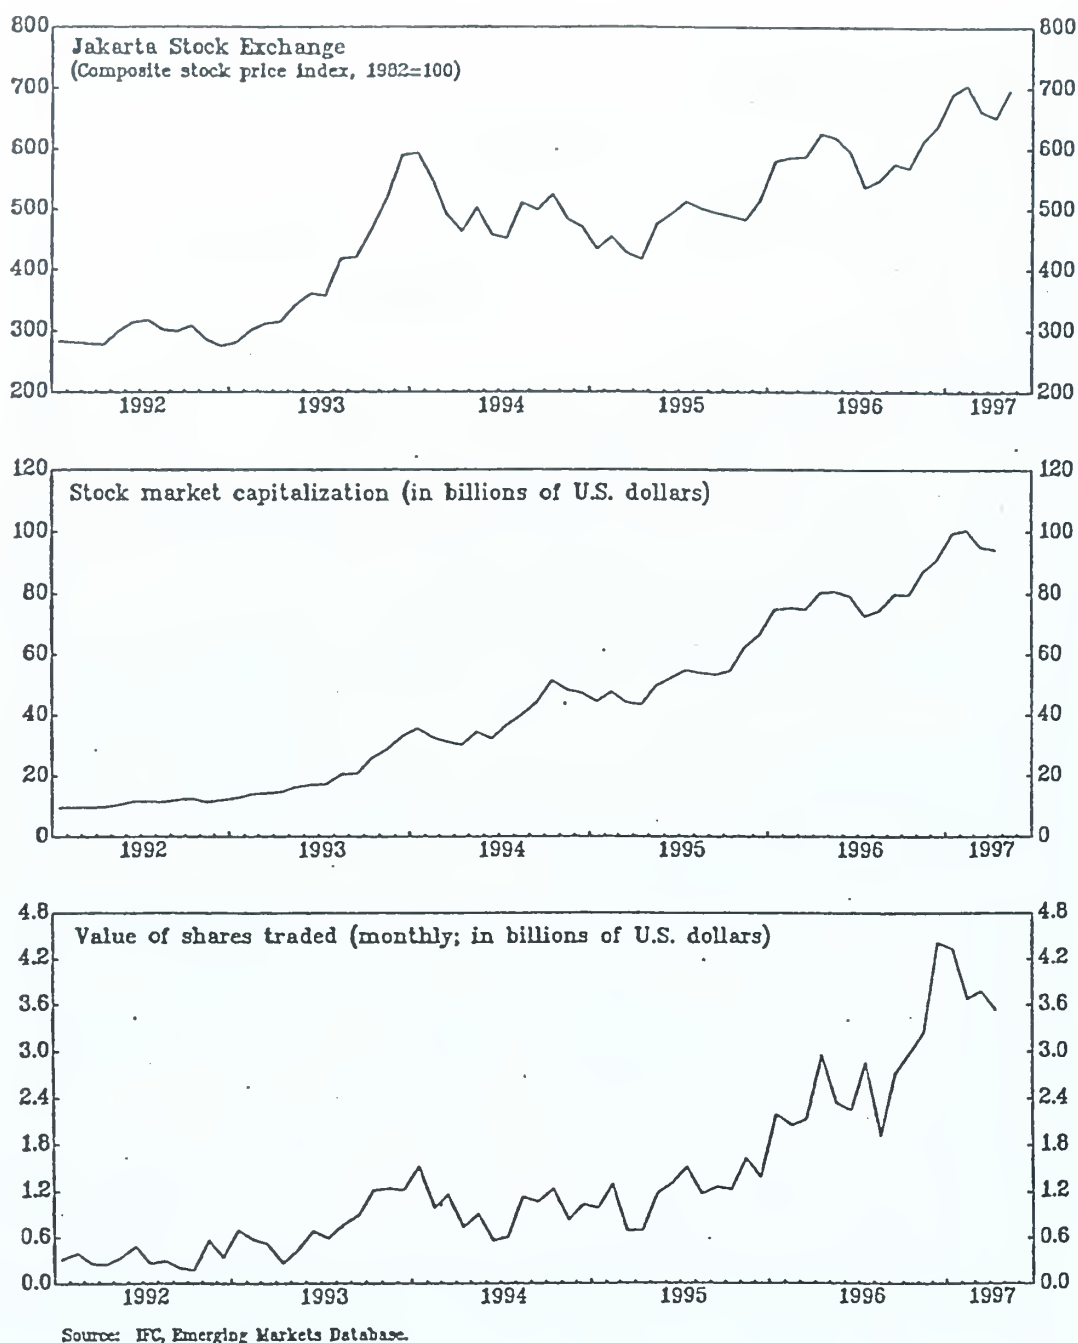 800 800
Jakarta Stock Exchange
(Composite stock price index, 1982=100)
700 700
600 600
500 500
400 400
300 300
200 200
1992 1993 1994 1995 1996 1997
120 120
Stock market capitalization (in billions of U.S. dollars)
100 100
80 80
60 60
40 40
20 20
0 0
1992 1993 1994 1995 1996 1997
4.8 4.8
Value of shares traded (monthly; in billions of U.S. dollars)
4.2 4.2
3.6 3.6
3.0 3.0
2.4 2.4
1.8 1.8
1.2 1.2
0.6 0.6
0.0 0.0
1992 1993 1994 1995 1996 1997
Source: IFC, Emerging Markets Database.